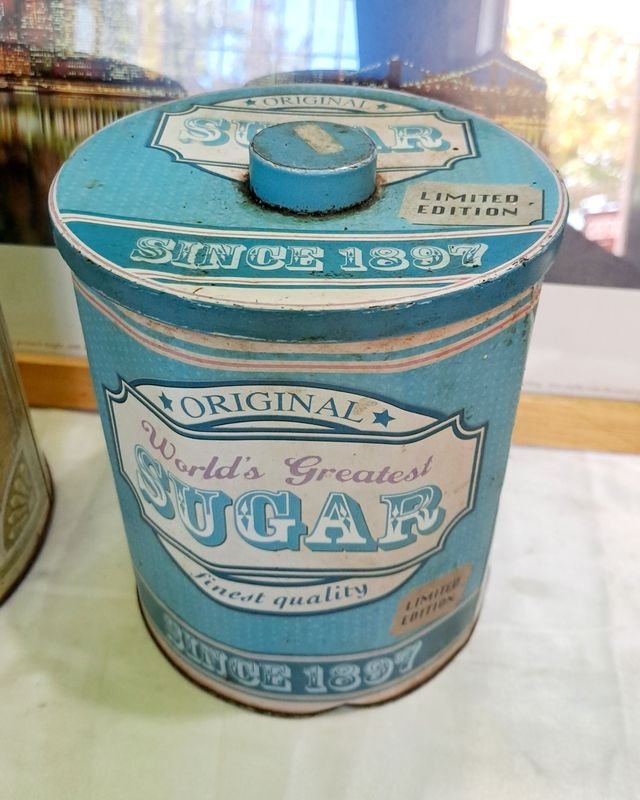 ORIGINAL
SUGAR
LIMITED
EDITION
SINCE 1897
ORIGINAL
World's Greatest
SUGAR
finest quality
LIMITED
EDITION
SINCE 1897